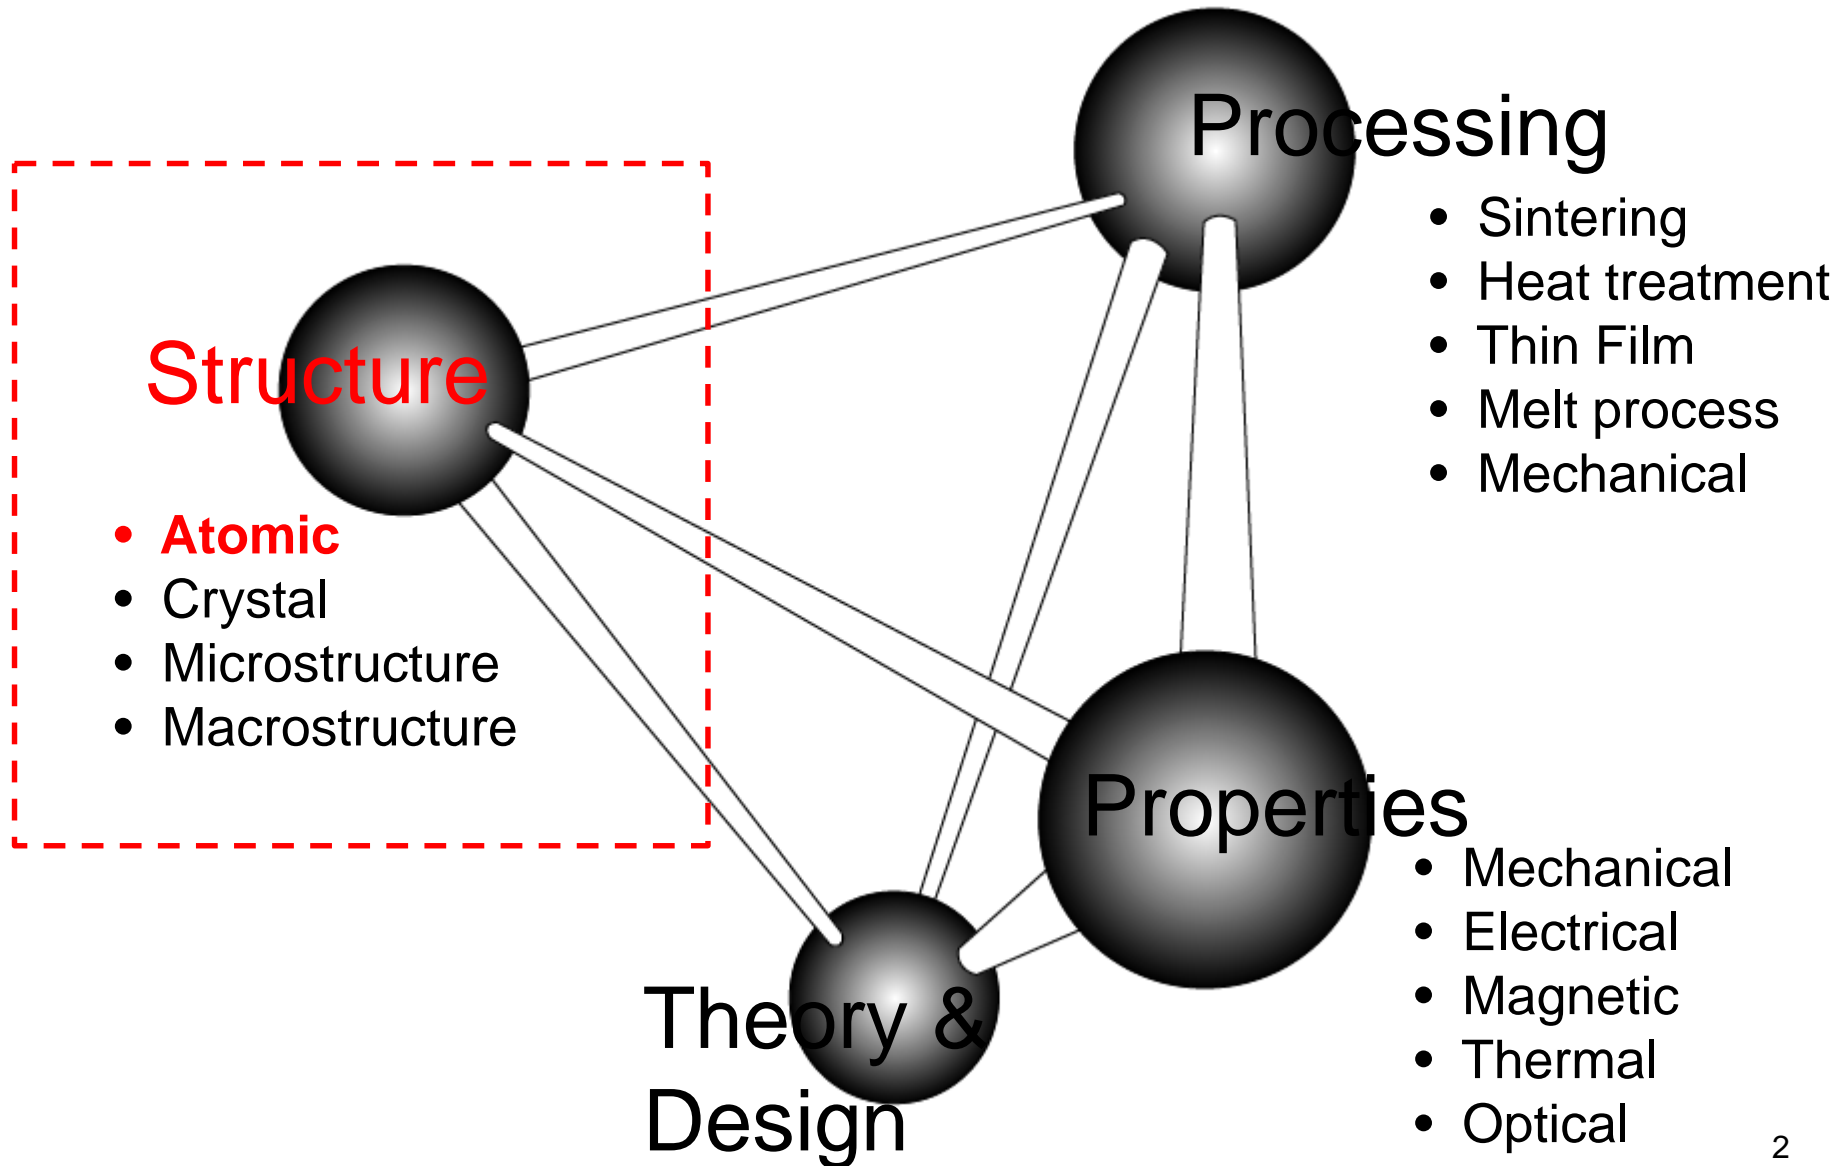 Processing
• Sintering
• Heat treatment
• Thin Film
• Melt process
• Mechanical
Structure
• Atomic
• Crystal
• Microstructure
• Macrostructure
Properties
• Mechanical
• Electrical
• Magnetic
• Thermal
• Optical
Theory &
Design
2